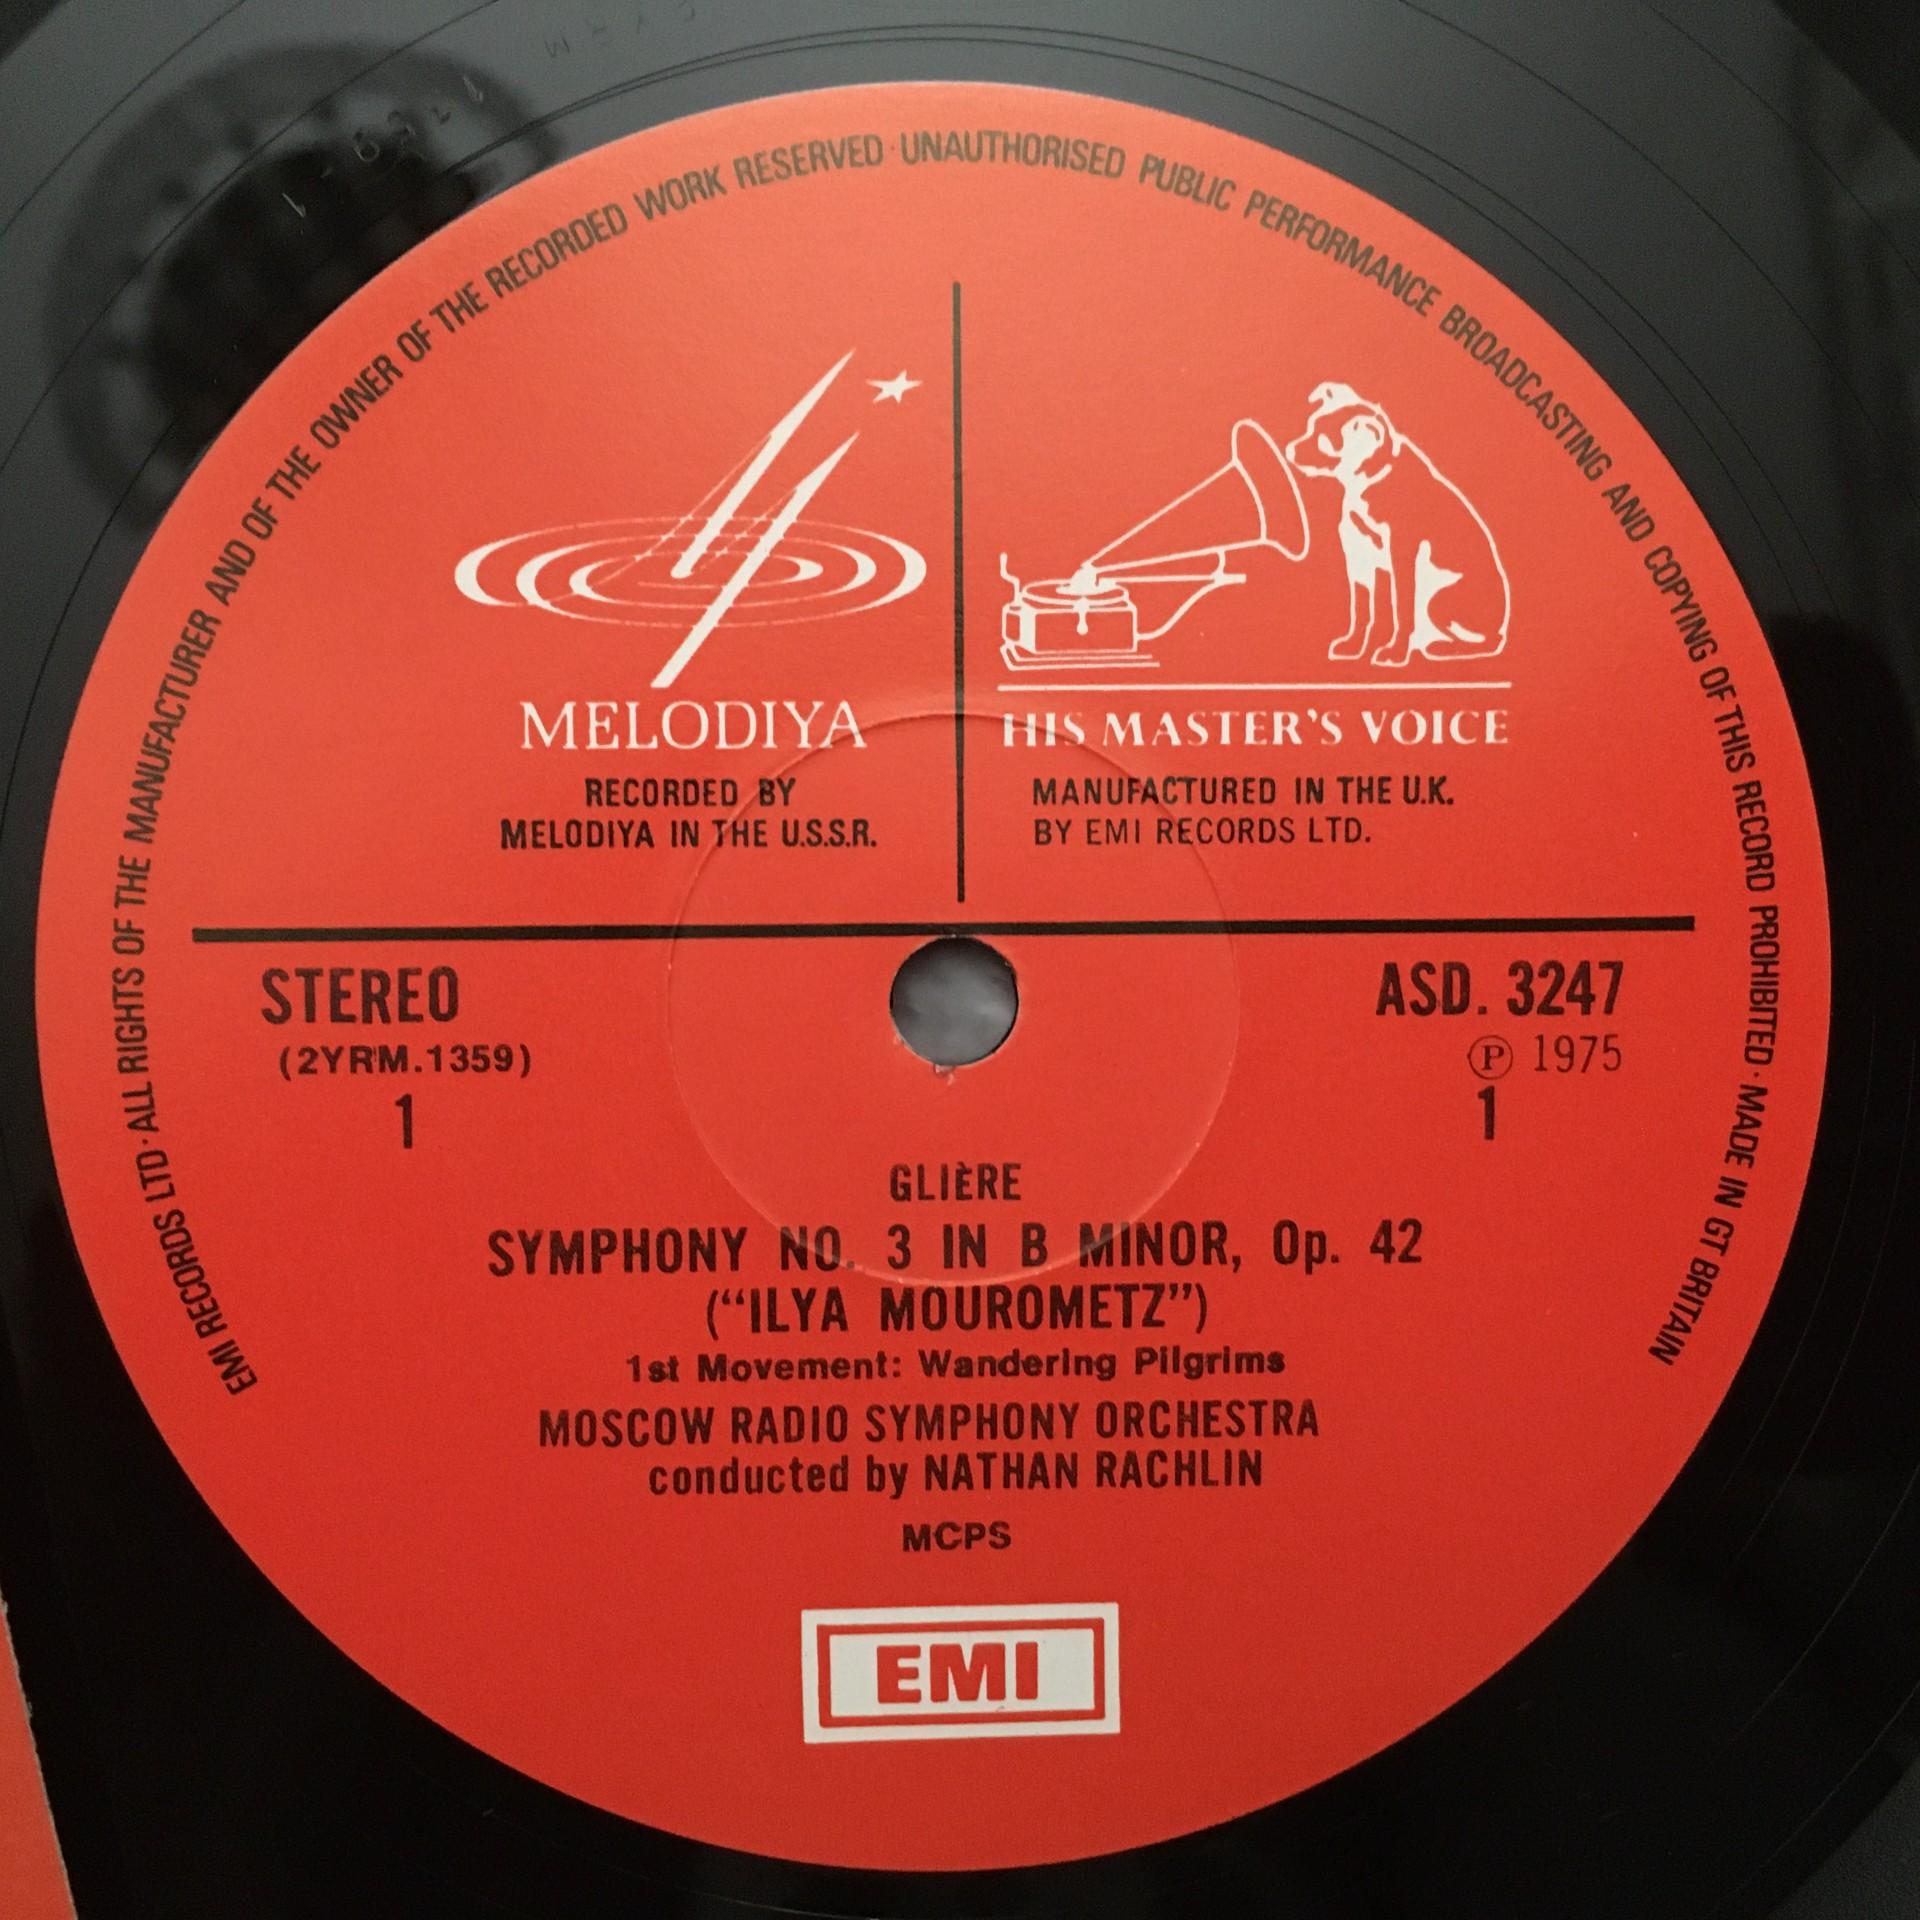 EMI RECORDS LTD · ALL RIGHTS OF THE MANUFACTURER AND OF THE OWNER OF THE RECORDED WORK RESERVED · UNAUTHORISED PUBLIC PERFORMANCE BROADCASTING AND COPYING OF THIS RECORD PROHIBITED · MADE IN GT BRITAIN
MELODIYA
RECORDED BY
MELODIYA IN THE U.S.S.R.
HIS MASTER'S VOICE
MANUFACTURED IN THE U.K.
BY EMI RECORDS LTD.
STEREO
(2YRM.1359)
1
ASD. 3247
Ⓟ 1975
1
GLIÈRE
SYMPHONY NO. 3 IN B MINOR, Op. 42
("ILYA MOUROMETZ")
1st Movement: Wandering Pilgrims
MOSCOW RADIO SYMPHONY ORCHESTRA
conducted by NATHAN RACHLIN
MCPS
EMI